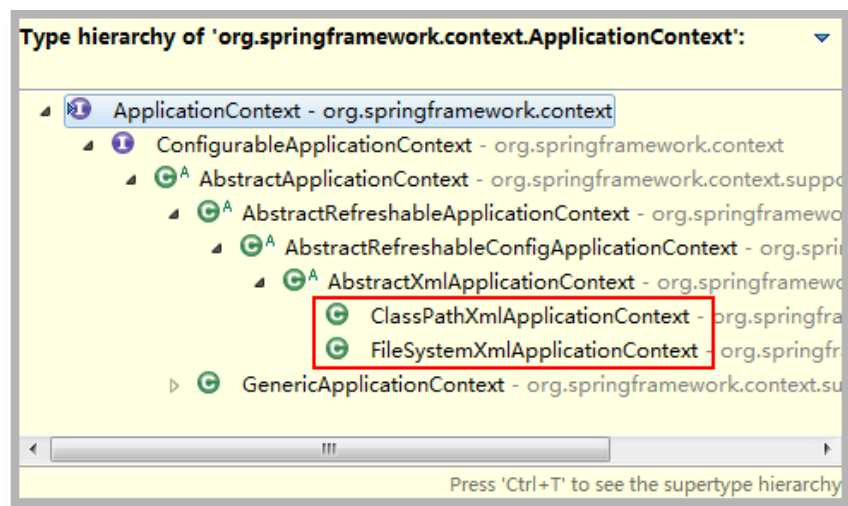 Type hierarchy of 'org.springframework.context.ApplicationContext':
ApplicationContext - org.springframework.context
ConfigurableApplicationContext - org.springframework.context
AbstractApplicationContext - org.springframework.context.suppo
AbstractRefreshableApplicationContext - org.springframewo
AbstractRefreshableConfigApplicationContext - org.spri
AbstractXmlApplicationContext - org.springframewo
ClassPathXmlApplicationContext - org.springfra
FileSystemXmlApplicationContext - org.springfr
GenericApplicationContext - org.springframework.context.su
Press 'Ctrl+T' to see the supertype hierarchy